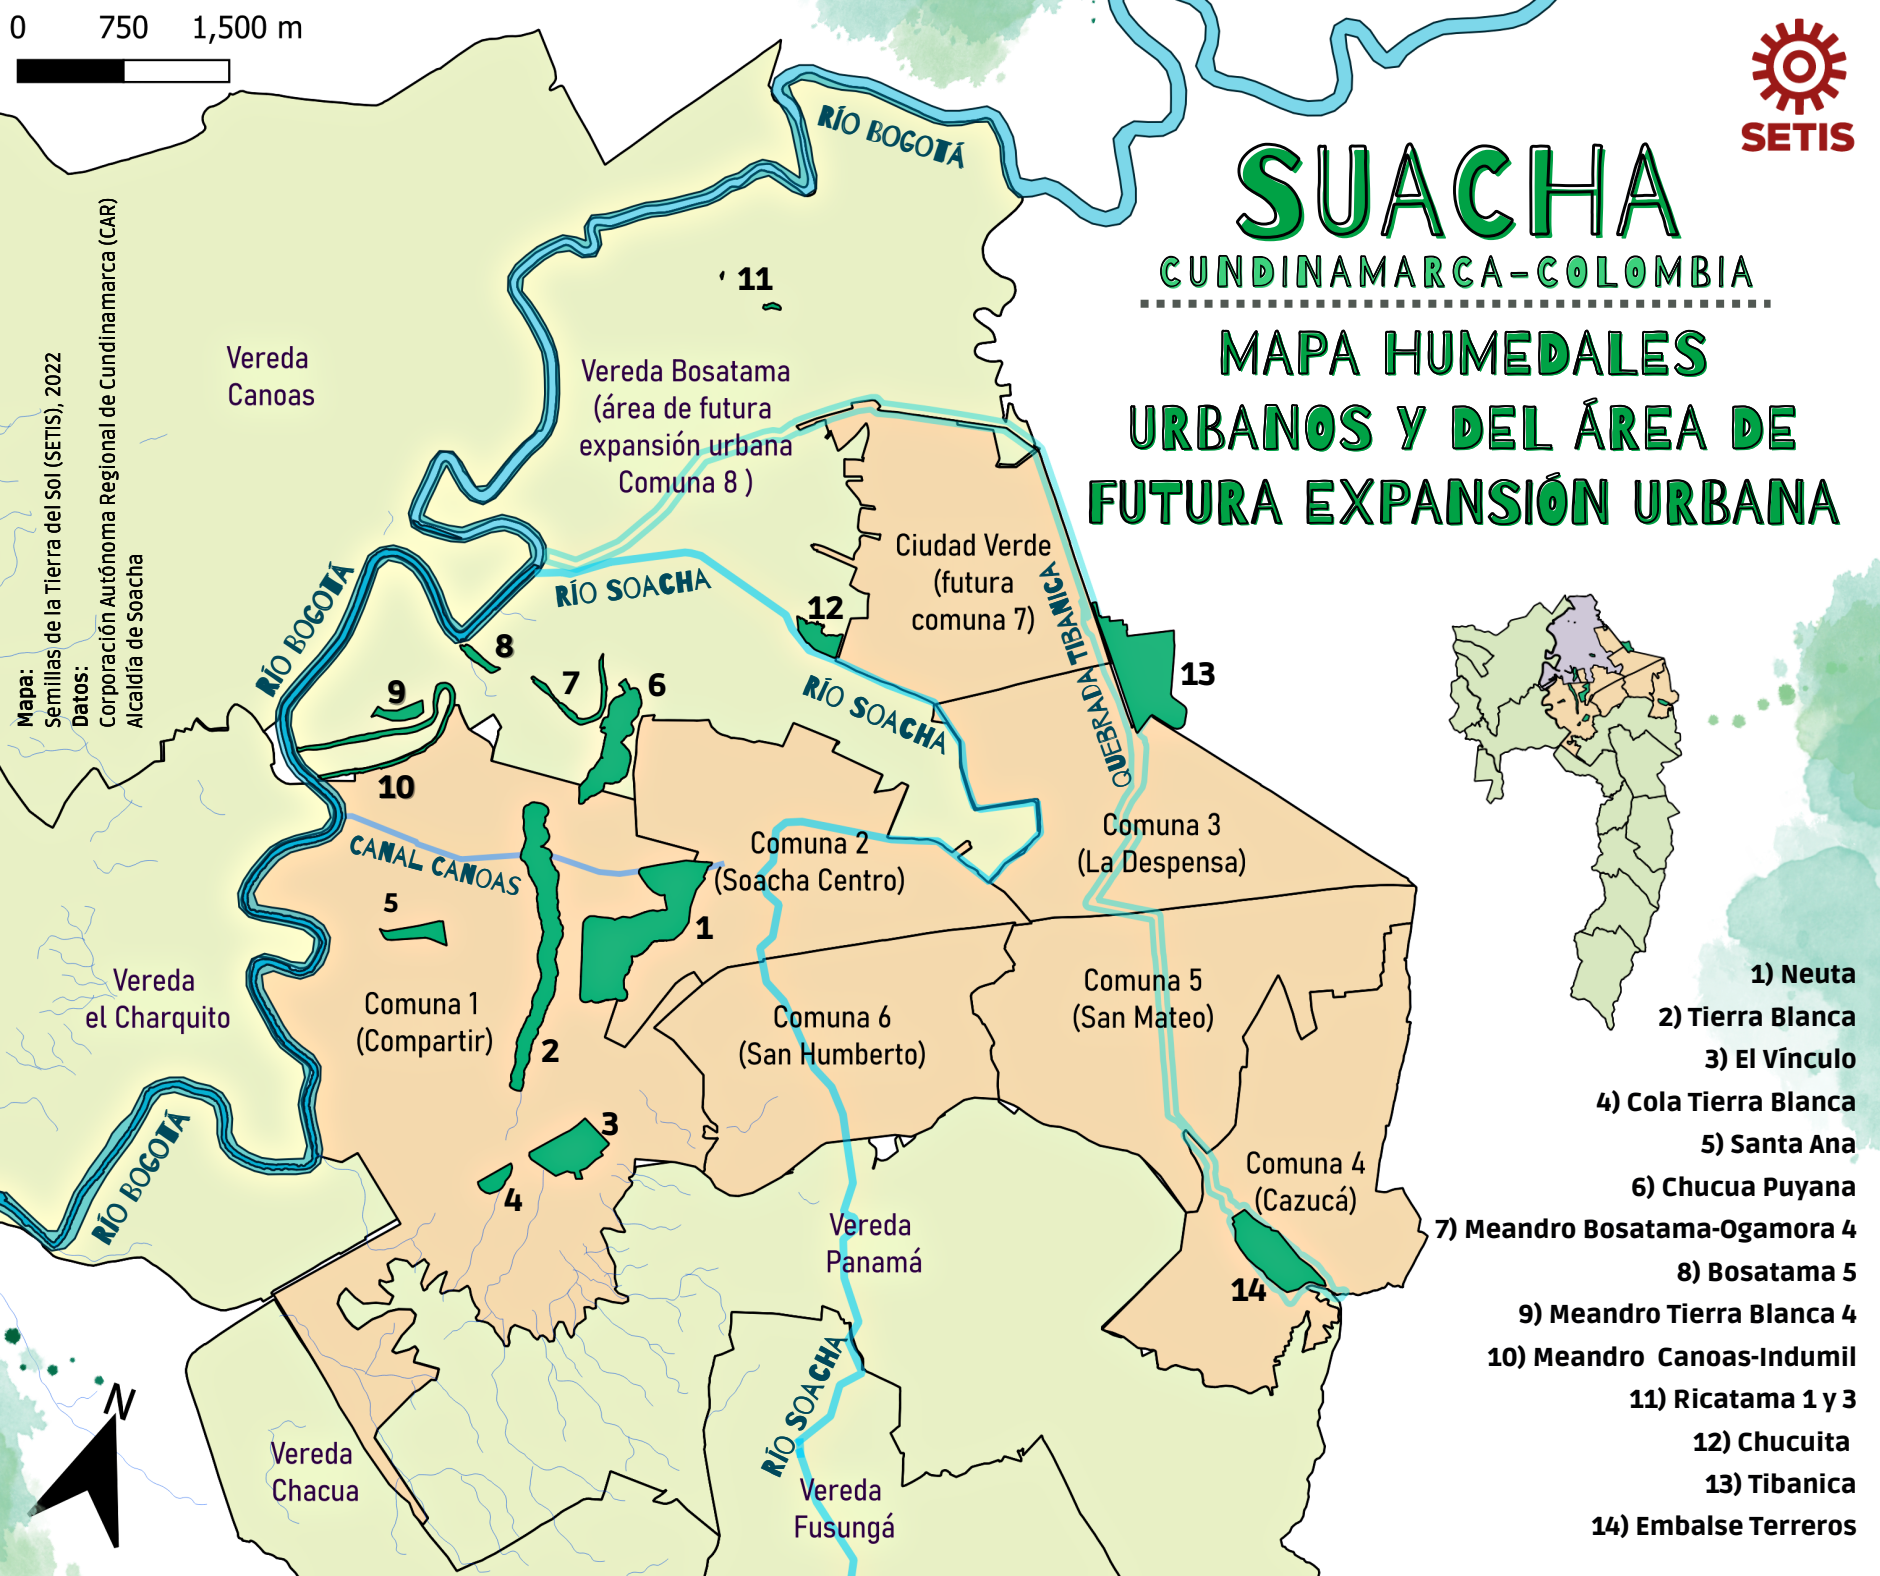 0 750 1,500 m
SETIS
SUACHA
CUNDINAMARCA-COLOMBIA
MAPA HUMEDALES
URBANOS Y DEL ÁREA DE
FUTURA EXPANSIÓN URBANA
Mapa:
Semillas de la Tierra del Sol (SETIS), 2022
Datos:
Corporación Autónoma Regional de Cundinamarca (CAR)
Alcaldía de Soacha
RÍO BOGOTÁ
11
Vereda
Canoas
Vereda Bosatama
(área de futura
expansión urbana
Comuna 8 )
Ciudad Verde
(futura
comuna 7)
RÍO SOACHA
12
QUEBRADA TIBANICA
13
RÍO BOGOTÁ
8
7
6
9
RÍO SOACHA
10
CANAL CANOAS
Comuna 2
(Soacha Centro)
Comuna 3
(La Despensa)
5
1
Vereda
el Charquito
Comuna 1
(Compartir)
2
Comuna 6
(San Humberto)
Comuna 5
(San Mateo)
3
4
RÍO BOGOTÁ
Comuna 4
(Cazucá)
Vereda
Panamá
14
RÍO SOACHA
N
Vereda
Chacua
Vereda
Fusungá
1) Neuta
2) Tierra Blanca
3) El Vínculo
4) Cola Tierra Blanca
5) Santa Ana
6) Chucua Puyana
7) Meandro Bosatama-Ogamora 4
8) Bosatama 5
9) Meandro Tierra Blanca 4
10) Meandro Canoas-Indumil
11) Ricatama 1 y 3
12) Chucuita
13) Tibanica
14) Embalse Terreros